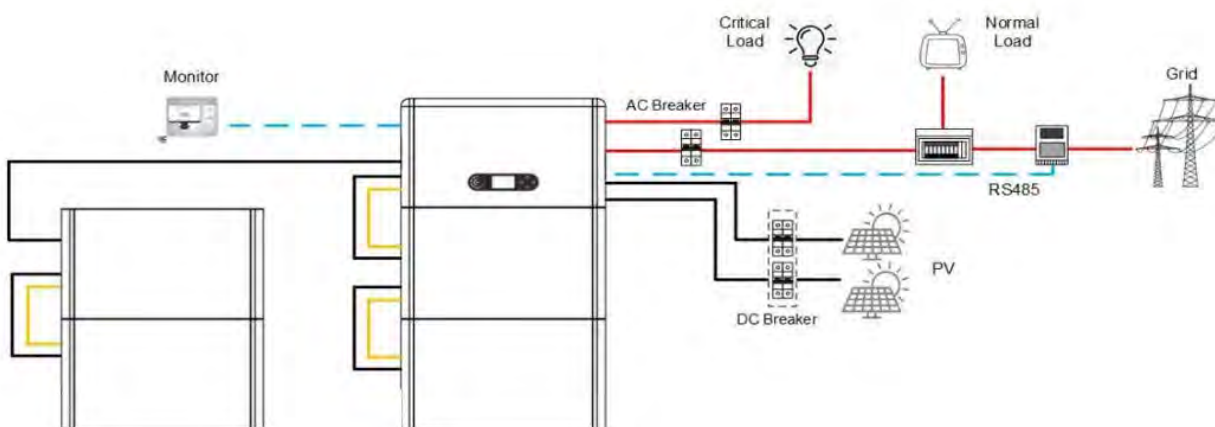 Critical
Load
Normal
Load
Monitor
Grid
AC Breaker
RS485
PV
DC Breaker